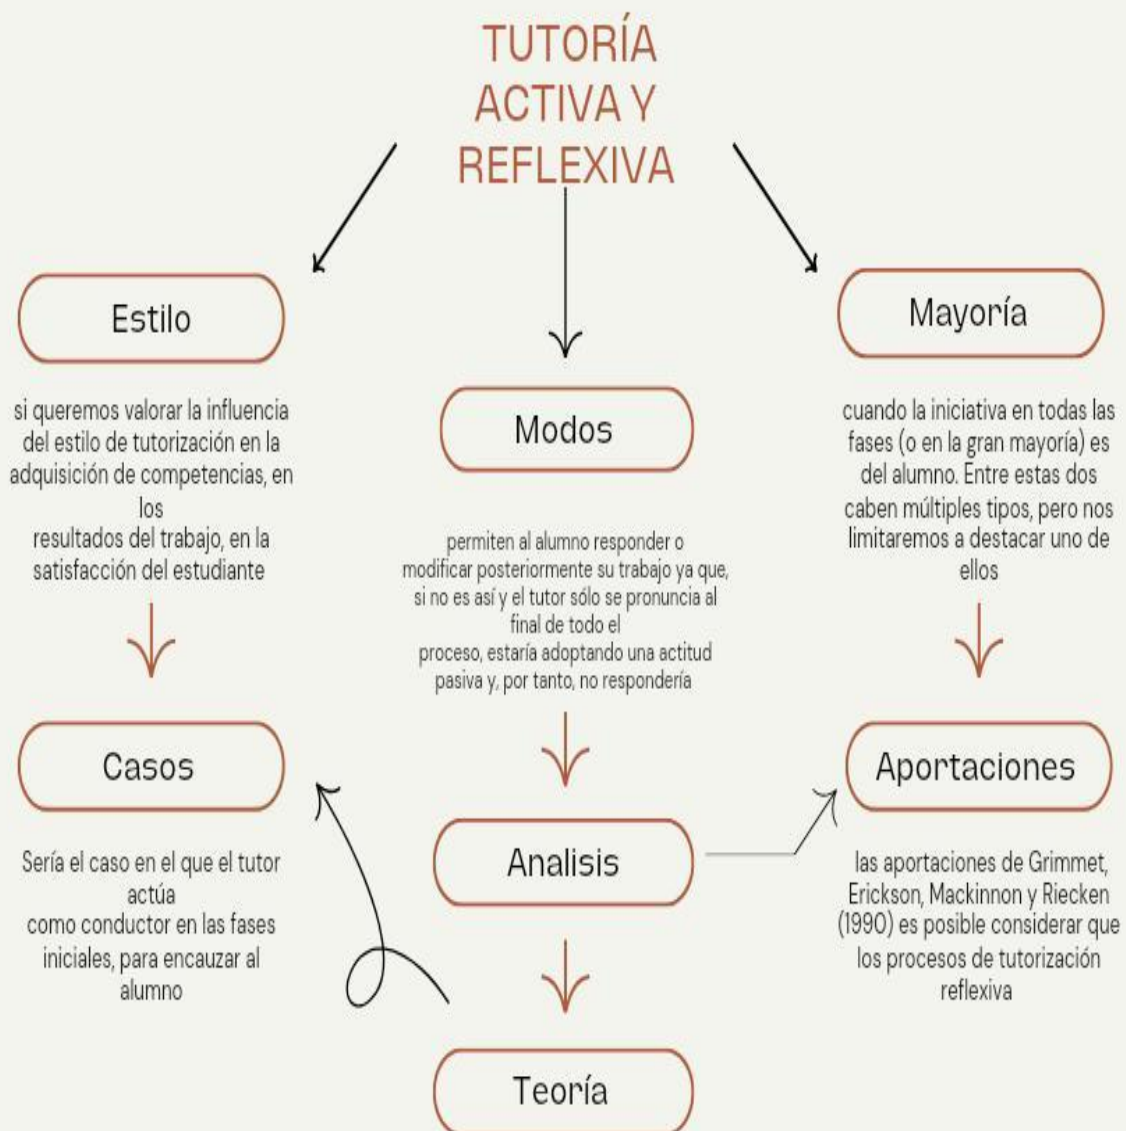 TUTORÍA
ACTIVA Y
REFLEXIVA
Estilo
si queremos valorar la influencia
del estilo de tutorización en la
adquisición de competencias, en
los
resultados del trabajo, en la
satisfacción del estudiante
Modos
permiten al alumno responder o
modificar posteriormente su trabajo ya que,
si no es así y el tutor sólo se pronuncia al
final de todo el
proceso, estaría adoptando una actitud
pasiva y, por tanto, no respondería
Mayoría
cuando la iniciativa en todas las
fases (o en la gran mayoría) es
del alumno. Entre estas dos
caben múltiples tipos, pero nos
limitaremos a destacar uno de
ellos
Casos
Sería el caso en el que el tutor
actúa
como conductor en las fases
iniciales, para encauzar al
alumno
Analisis
Aportaciones
las aportaciones de Grimmet,
Erickson, Mackinnon y Riecken
(1990) es posible considerar que
los procesos de tutorización
reflexiva
Teoría